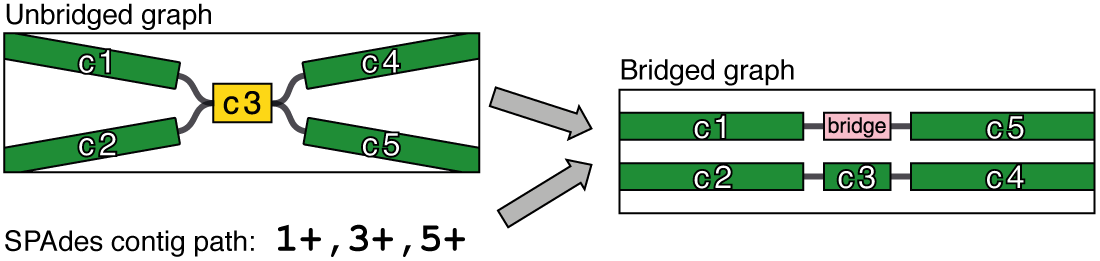 Unbridged graph
c1
c4
c3
c2
c5
SPAdes contig path: 1+,3+,5+
Bridged graph
c1 bridge c5
c2 c3 c4